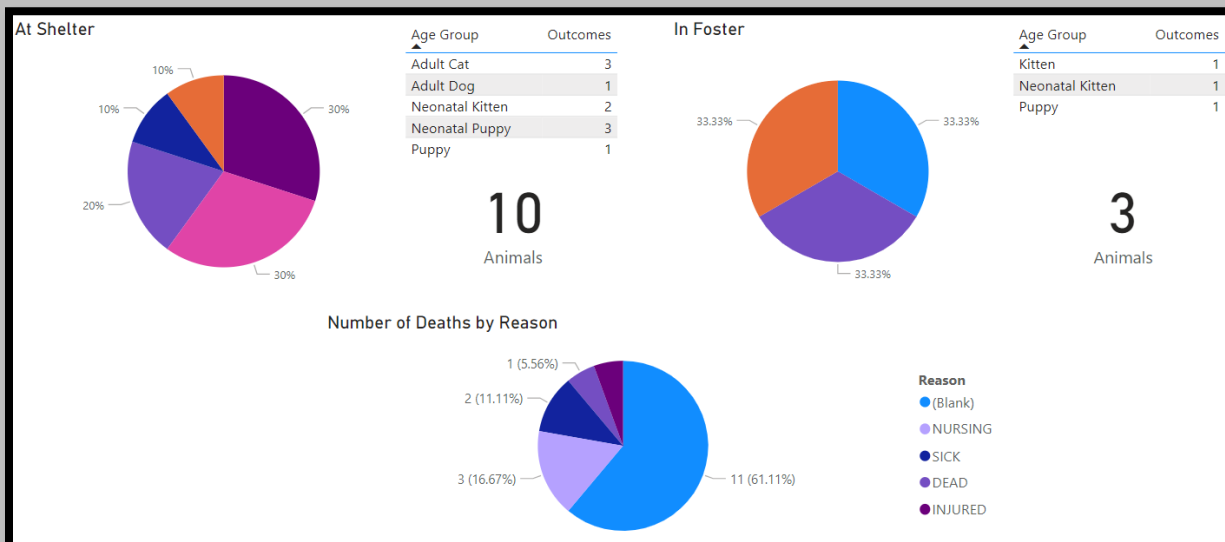 At Shelter
Age Group Outcomes
Adult Cat 3
Adult Dog 1
Neonatal Kitten 2
Neonatal Puppy 3
Puppy 1
10%
10%
30%
20%
30%
10
Animals
In Foster
Age Group Outcomes
Kitten 1
Neonatal Kitten 1
Puppy 1
33.33%
33.33%
33.33%
3
Animals
Number of Deaths by Reason
1 (5.56%)
2 (11.11%)
3 (16.67%)
11 (61.11%)
Reason
(Blank)
NURSING
SICK
DEAD
INJURED